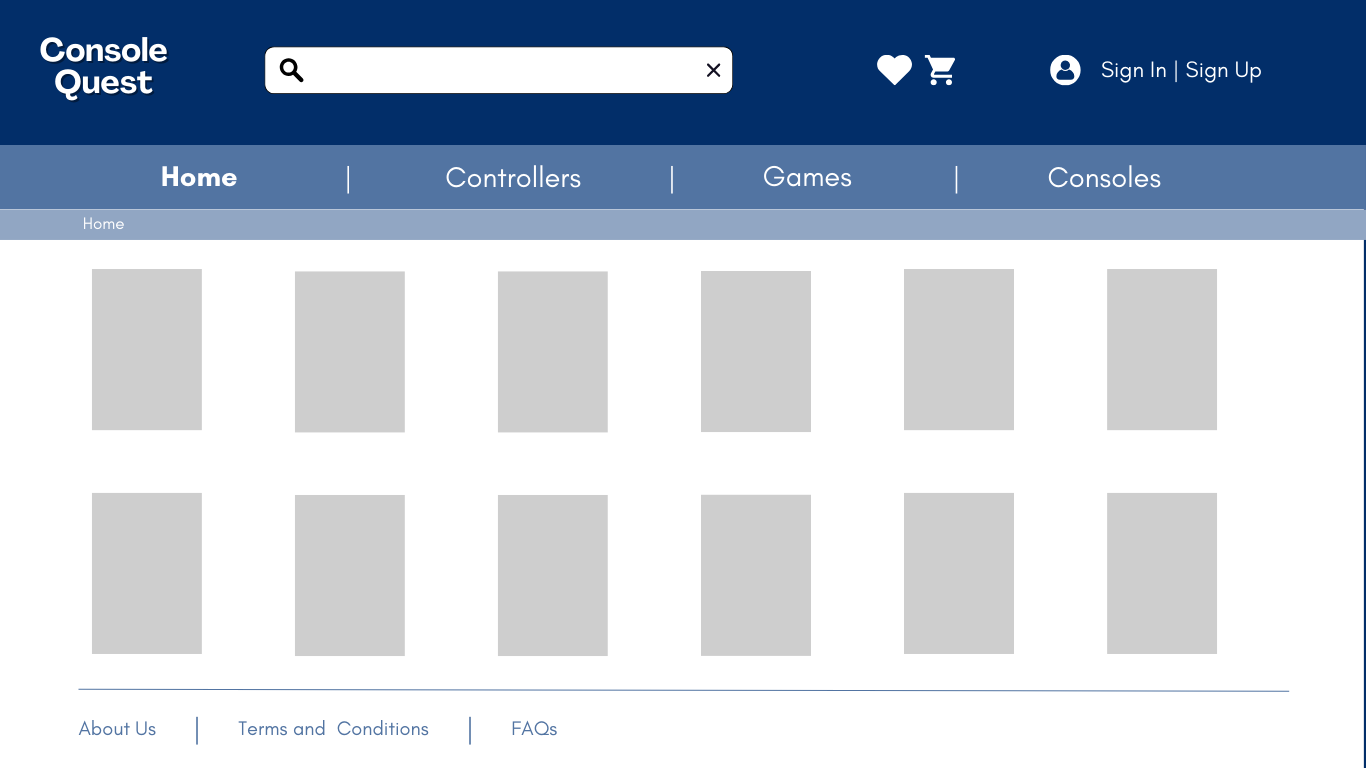 Console
Quest
Sign In | Sign Up
Home | Controllers | Games | Consoles
Home
About Us | Terms and Conditions | FAQs